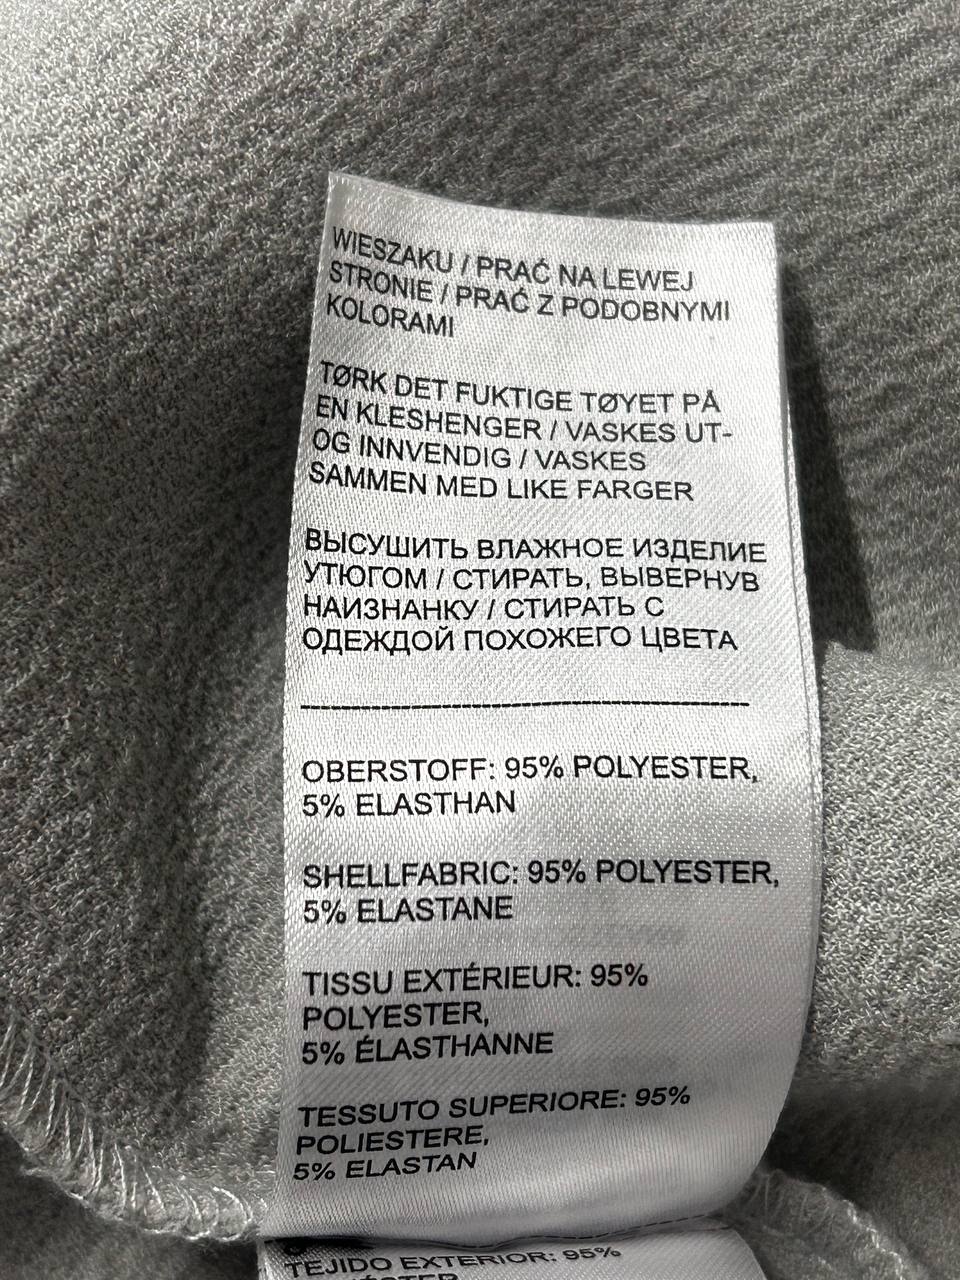 WIESZAKU / PRAĆ NA LEWEJ
STRONIE / PRAĆ Z PODOBNYMI
KOLORAMI
TØRK DET FUKTIGE TØYET PÅ
EN KLESHENGER / VASKES UT-
OG INNVENDIG / VASKES
SAMMEN MED LIKE FARGER
ВЫСУШИТЬ ВЛАЖНОЕ ИЗДЕЛИЕ
УТЮГОМ / СТИРАТЬ, ВЫВЕРНУВ
НАИЗНАНКУ / СТИРАТЬ С
ОДЕЖДОЙ ПОХОЖЕГО ЦВЕТА
OBERSTOFF: 95% POLYESTER,
5% ELASTHAN
SHELLFABRIC: 95% POLYESTER,
5% ELASTANE
TISSU EXTÉRIEUR: 95%
POLYESTER,
5% ÉLASTHANNE
TESSUTO SUPERIORE: 95%
POLIESTERE,
5% ELASTAN
TEJIDO EXTERIOR: 95%